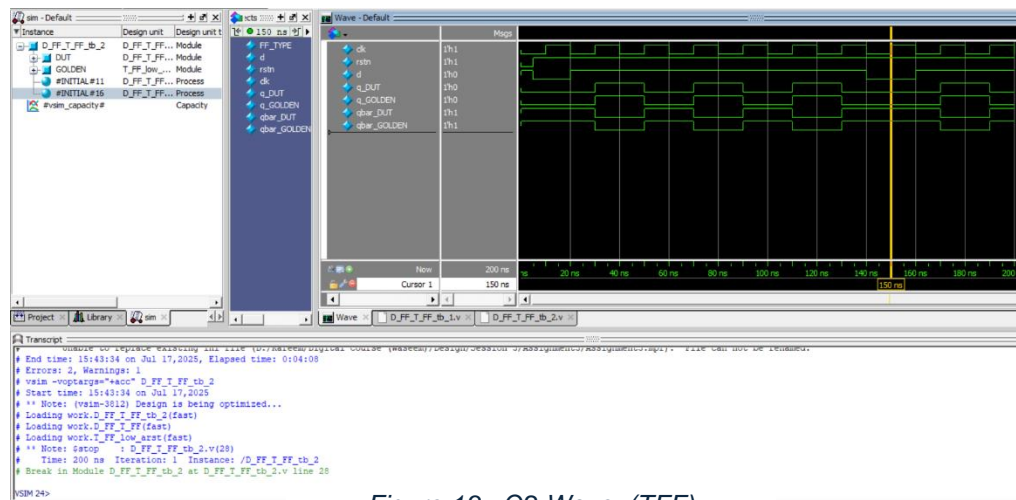 sim - Default
Instance Design unit Design unit t
D_FF_T_FF_tb_2 D_FF_T_FF... Module
DUT D_FF_T_FF... Module
GOLDEN T_FF_low_... Module
#INITIAL#11 D_FF_T_FF... Process
#INITIAL#16 D_FF_T_FF... Process
#vsim_capacity# Capacity
Project Library sim
150 ns
FF_TYPE
d
rstn
clk
q_DUT
q_GOLDEN
qbar_DUT
qbar_GOLDEN
Wave - Default
Msgs
clk 1'h1
rstn 1'h1
d 1'h0
q_DUT 1'h0
q_GOLDEN 1'h0
qbar_DUT 1'h1
qbar_GOLDEN 1'h1
Now 200 ns
ns 20 ns 40 ns 60 ns 80 ns 100 ns 120 ns 140 ns 160 ns 180 ns 200
Cursor 1 150 ns
150 ns
Wave D_FF_T_FF_tb_1.v D_FF_T_FF_tb_2.v
Transcript
# End time: 15:43:34 on Jul 17,2025, Elapsed time: 0:04:08
# Errors: 2, Warnings: 1
# vsim -voptargs="+acc" D_FF_T_FF_tb_2
# Start time: 15:43:34 on Jul 17,2025
# ** Note: (vsim-3812) Design is being optimized...
# Loading work.D_FF_T_FF_tb_2(fast)
# Loading work.D_FF_T_FF(fast)
# Loading work.T_FF_low_arst(fast)
# ** Note: $stop : D_FF_T_FF_tb_2.v(28)
# Time: 200 ns Iteration: 1 Instance: /D_FF_T_FF_tb_2
# Break in Module D_FF_T_FF_tb_2 at D_FF_T_FF_tb_2.v line 28
VSIM 24>